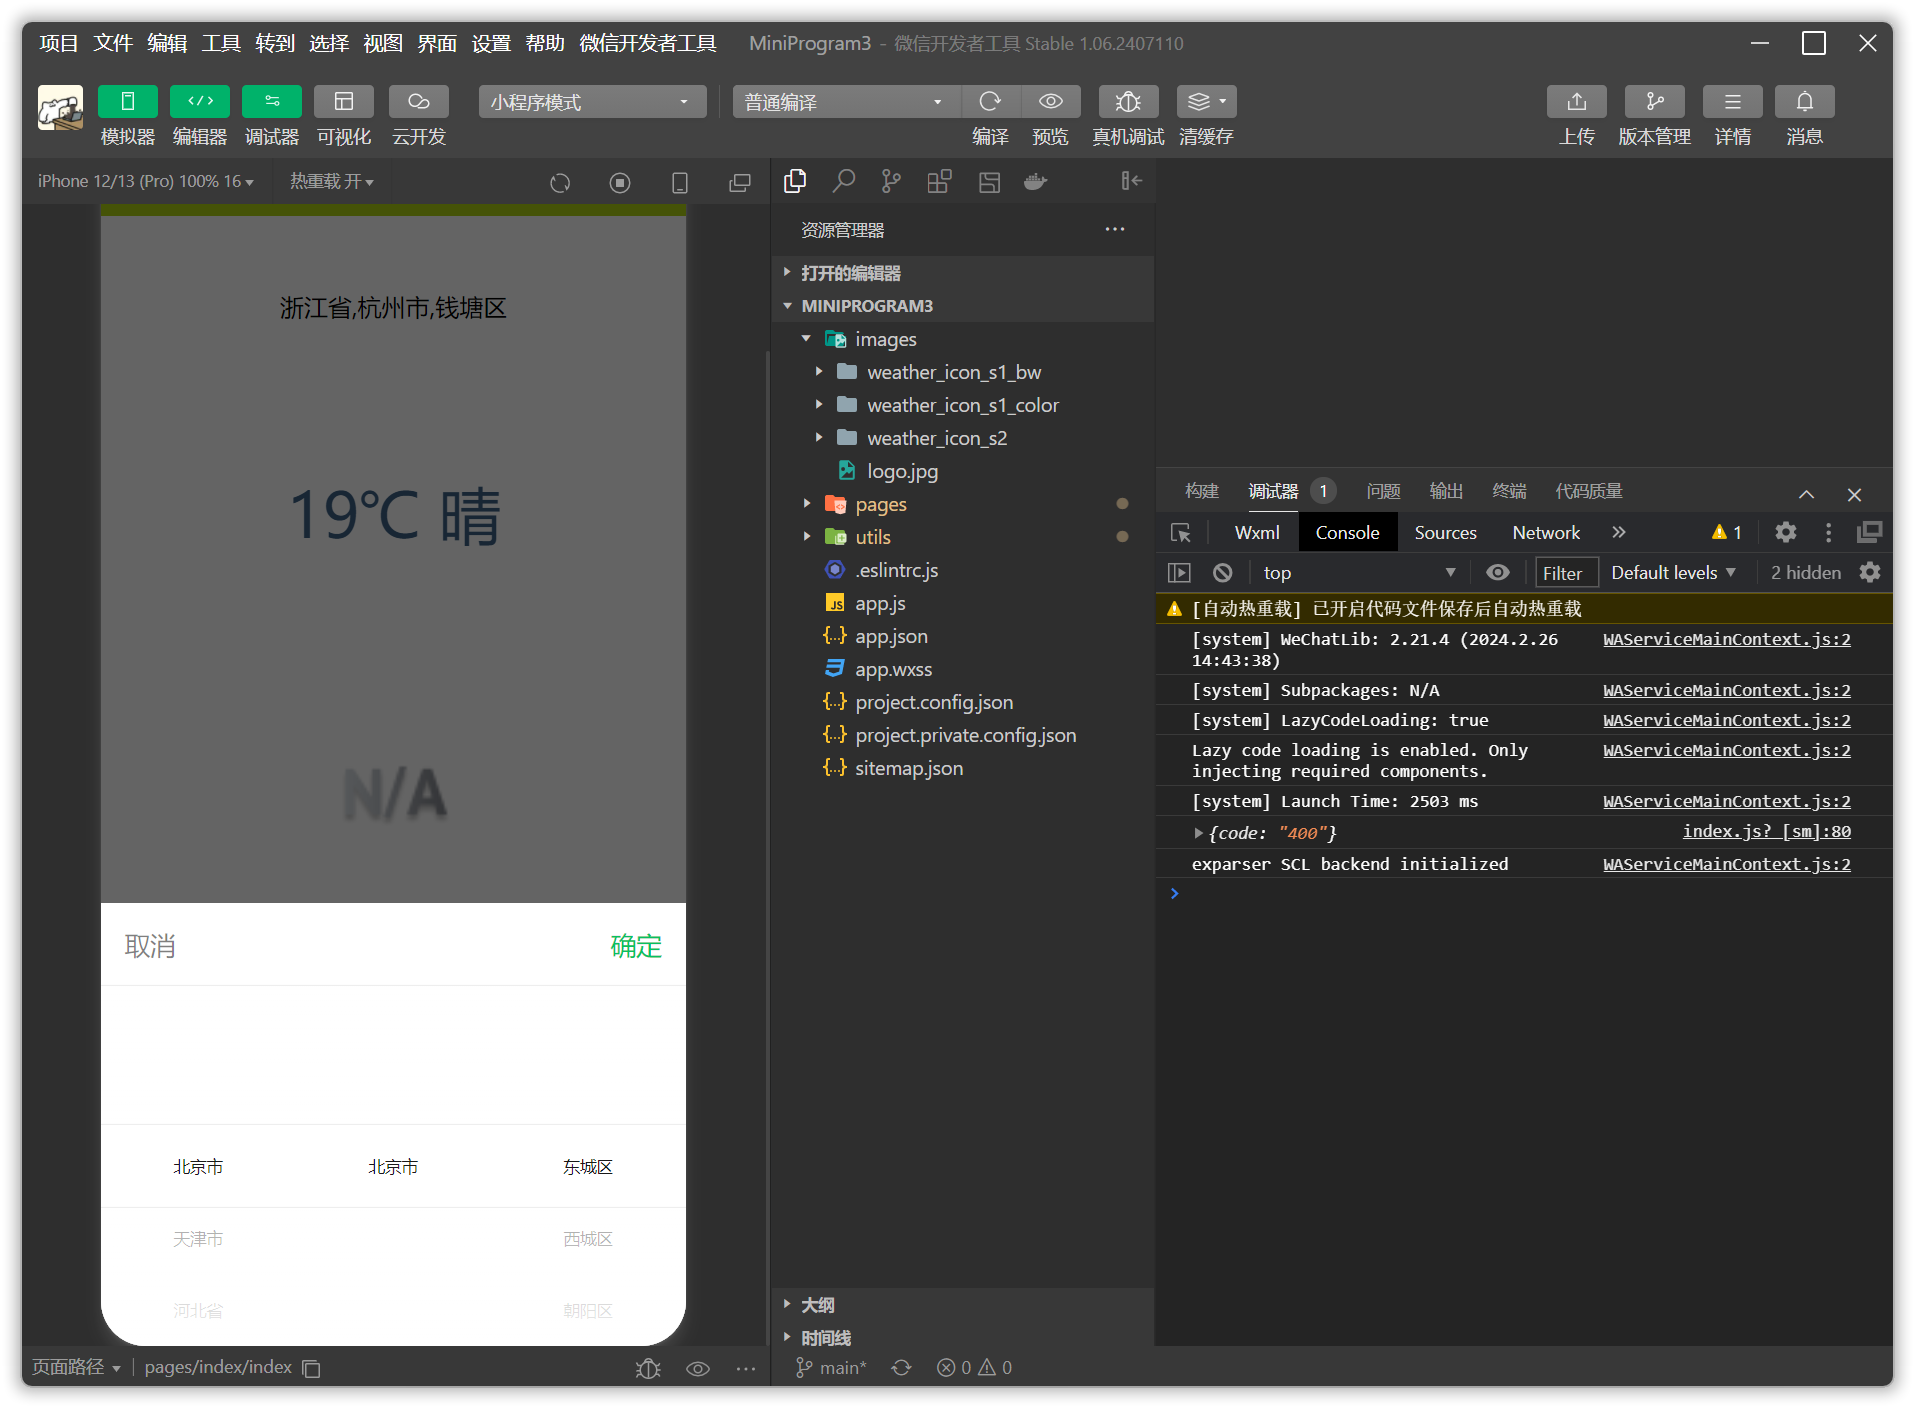 项目 文件 编辑 工具 转到 选择 视图 界面 设置 帮助 微信开发者工具 MiniProgram3 - 微信开发者工具 Stable 1.06.2407110
模拟器 编辑器 调试器 可视化 云开发
小程序模式
普通编译
编译 预览 真机调试 清缓存
上传 版本管理 详情 消息
iPhone 12/13 (Pro) 100% 16
热重载 开
浙江省,杭州市,钱塘区
19℃ 晴
N/A
取消
确定
北京市 北京市 东城区
天津市 西城区
河北省 朝阳区
页面路径
pages/index/index
资源管理器
打开的编辑器
MINIPROGRAM3
images
weather_icon_s1_bw
weather_icon_s1_color
weather_icon_s2
logo.jpg
pages
utils
.eslintrc.js
JS app.js
{..} app.json
app.wxss
{..} project.config.json
{..} project.private.config.json
{..} sitemap.json
大纲
时间线
main*
0
0
构建 调试器 1 问题 输出 终端 代码质量
Wxml Console Sources Network » 1
top
Filter
Default levels
2 hidden
[自动热重载] 已开启代码文件保存后自动热重载
[system] WeChatLib: 2.21.4 (2024.2.26 WAServiceMainContext.js:2
14:43:38)
[system] Subpackages: N/A WAServiceMainContext.js:2
[system] LazyCodeLoading: true WAServiceMainContext.js:2
Lazy code loading is enabled. Only WAServiceMainContext.js:2
injecting required components.
[system] Launch Time: 2503 ms WAServiceMainContext.js:2
{code: "400"} index.js? [sm]:80
exparser SCL backend initialized WAServiceMainContext.js:2